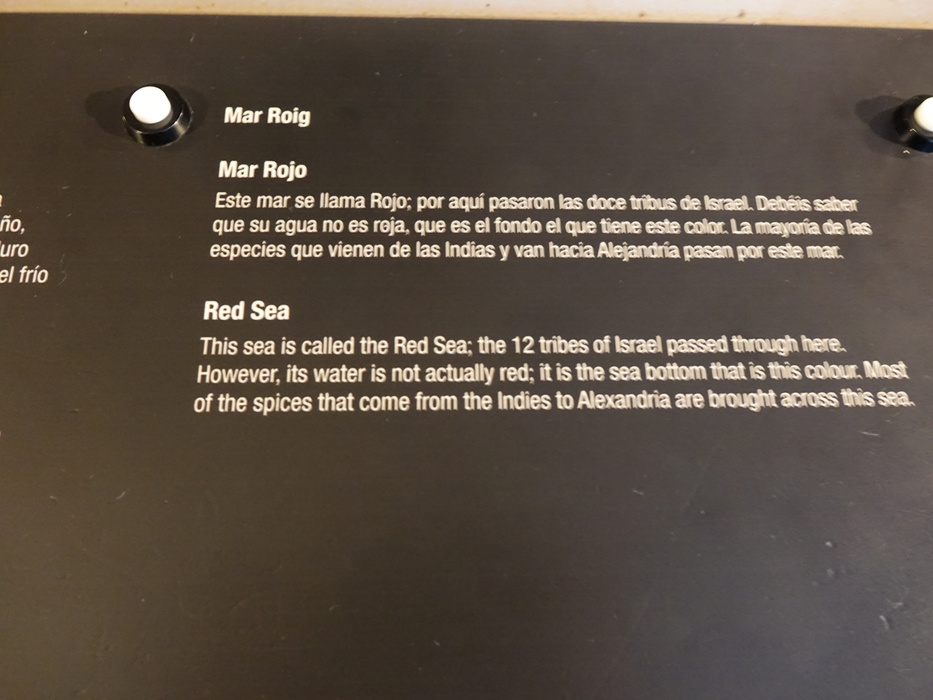 ño,
uro
el frío
Mar Roig
Mar Rojo
Este mar se llama Rojo; por aquí pasaron las doce tribus de Israel. Debéis saber
que su agua no es roja, que es el fondo el que tiene este color. La mayoría de las
especies que vienen de las Indias y van hacia Alejandría pasan por este mar.
Red Sea
This sea is called the Red Sea; the 12 tribes of Israel passed through here.
However, its water is not actually red; it is the sea bottom that is this colour. Most
of the spices that come from the Indies to Alexandria are brought across this sea.